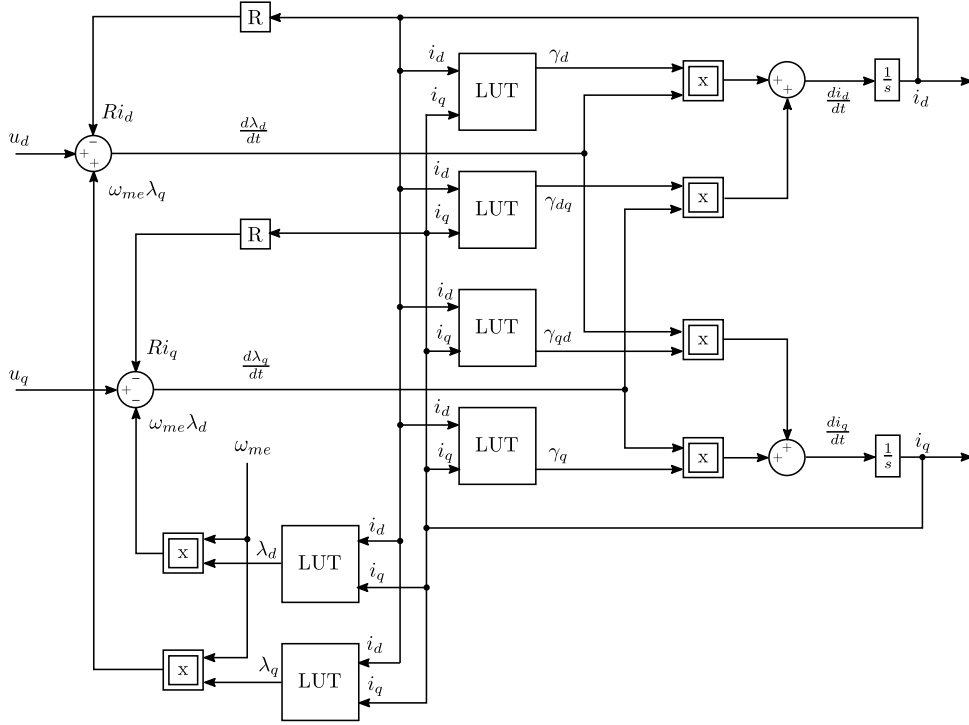 R
i_d
γ_d
LUT
x
+
+
di_d/dt
1/s
i_d
i_q
Ri_d
u_d
+
−
+
dλ_d/dt
ω_me λ_q
i_d
LUT
γ_dq
x
i_q
R
i_d
LUT
γ_qd
x
i_q
Ri_q
u_q
+
−
−
dλ_q/dt
ω_me λ_d
i_d
LUT
γ_q
x
i_q
+
+
di_q/dt
1/s
i_q
ω_me
x
λ_d
LUT
i_d
i_q
x
λ_q
LUT
i_d
i_q